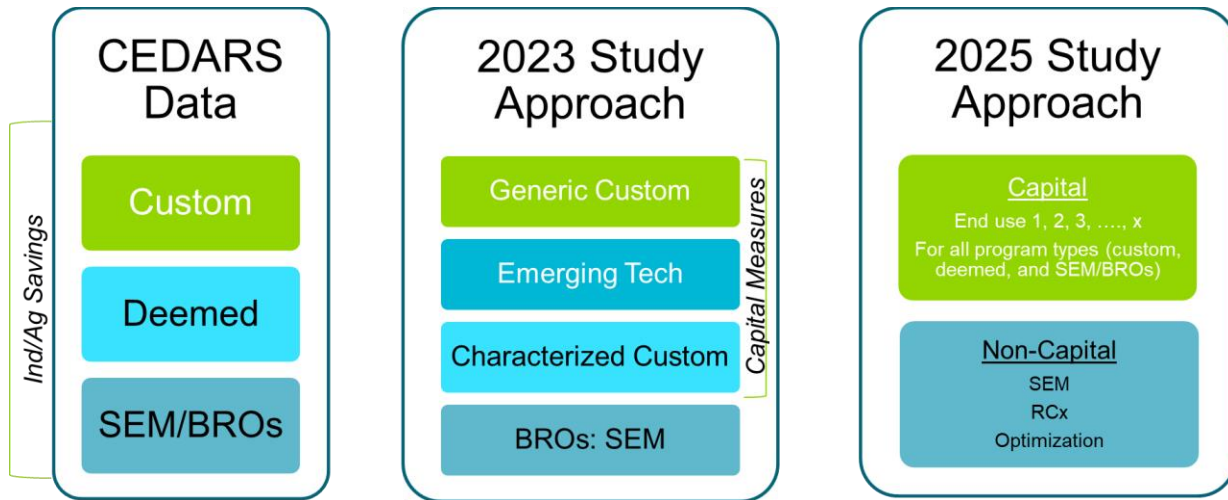 Ind/Ag Savings
CEDARS
Data
Custom
Deemed
SEM/BROs
2023 Study
Approach
Generic Custom
Emerging Tech
Characterized Custom
BROs: SEM
Capital Measures
2025 Study
Approach
Capital
End use 1, 2, 3, …., x
For all program types (custom,
deemed, and SEM/BROs)
Non-Capital
SEM
RCx
Optimization